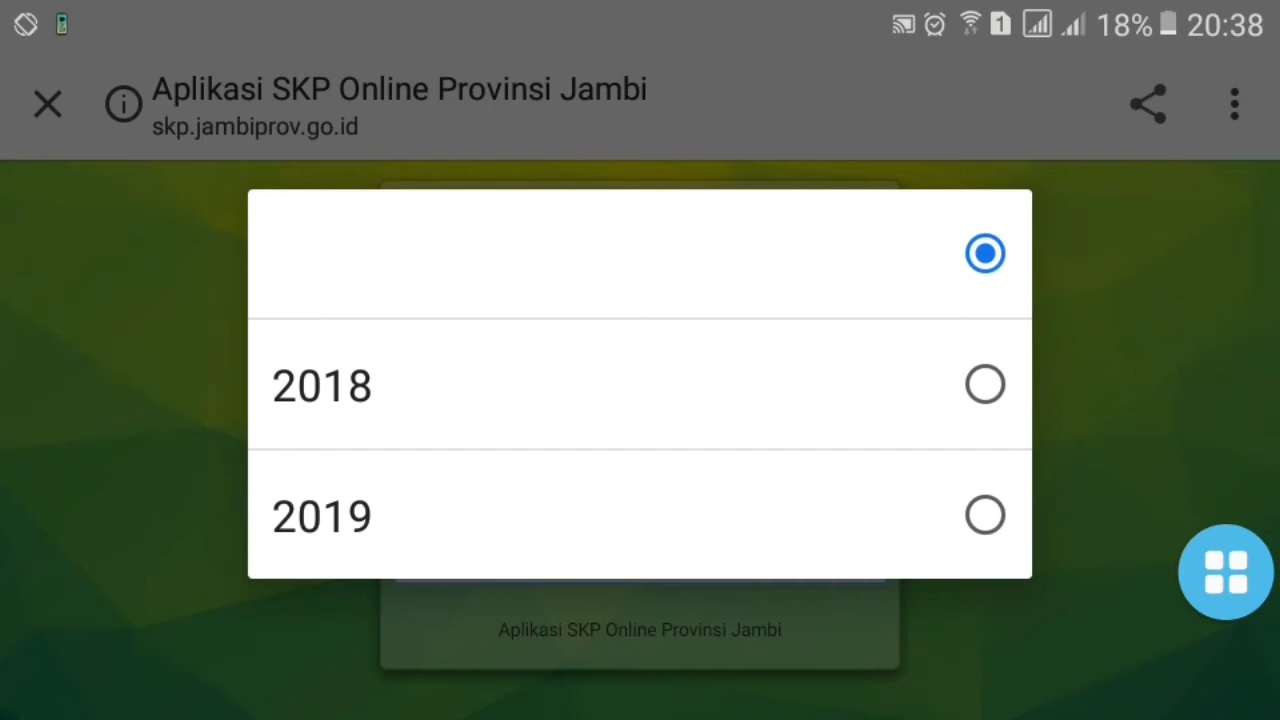 1 18% 20:38
Aplikasi SKP Online Provinsi Jambi
skp.jambiprov.go.id
2018
2019
Aplikasi SKP Online Provinsi Jambi